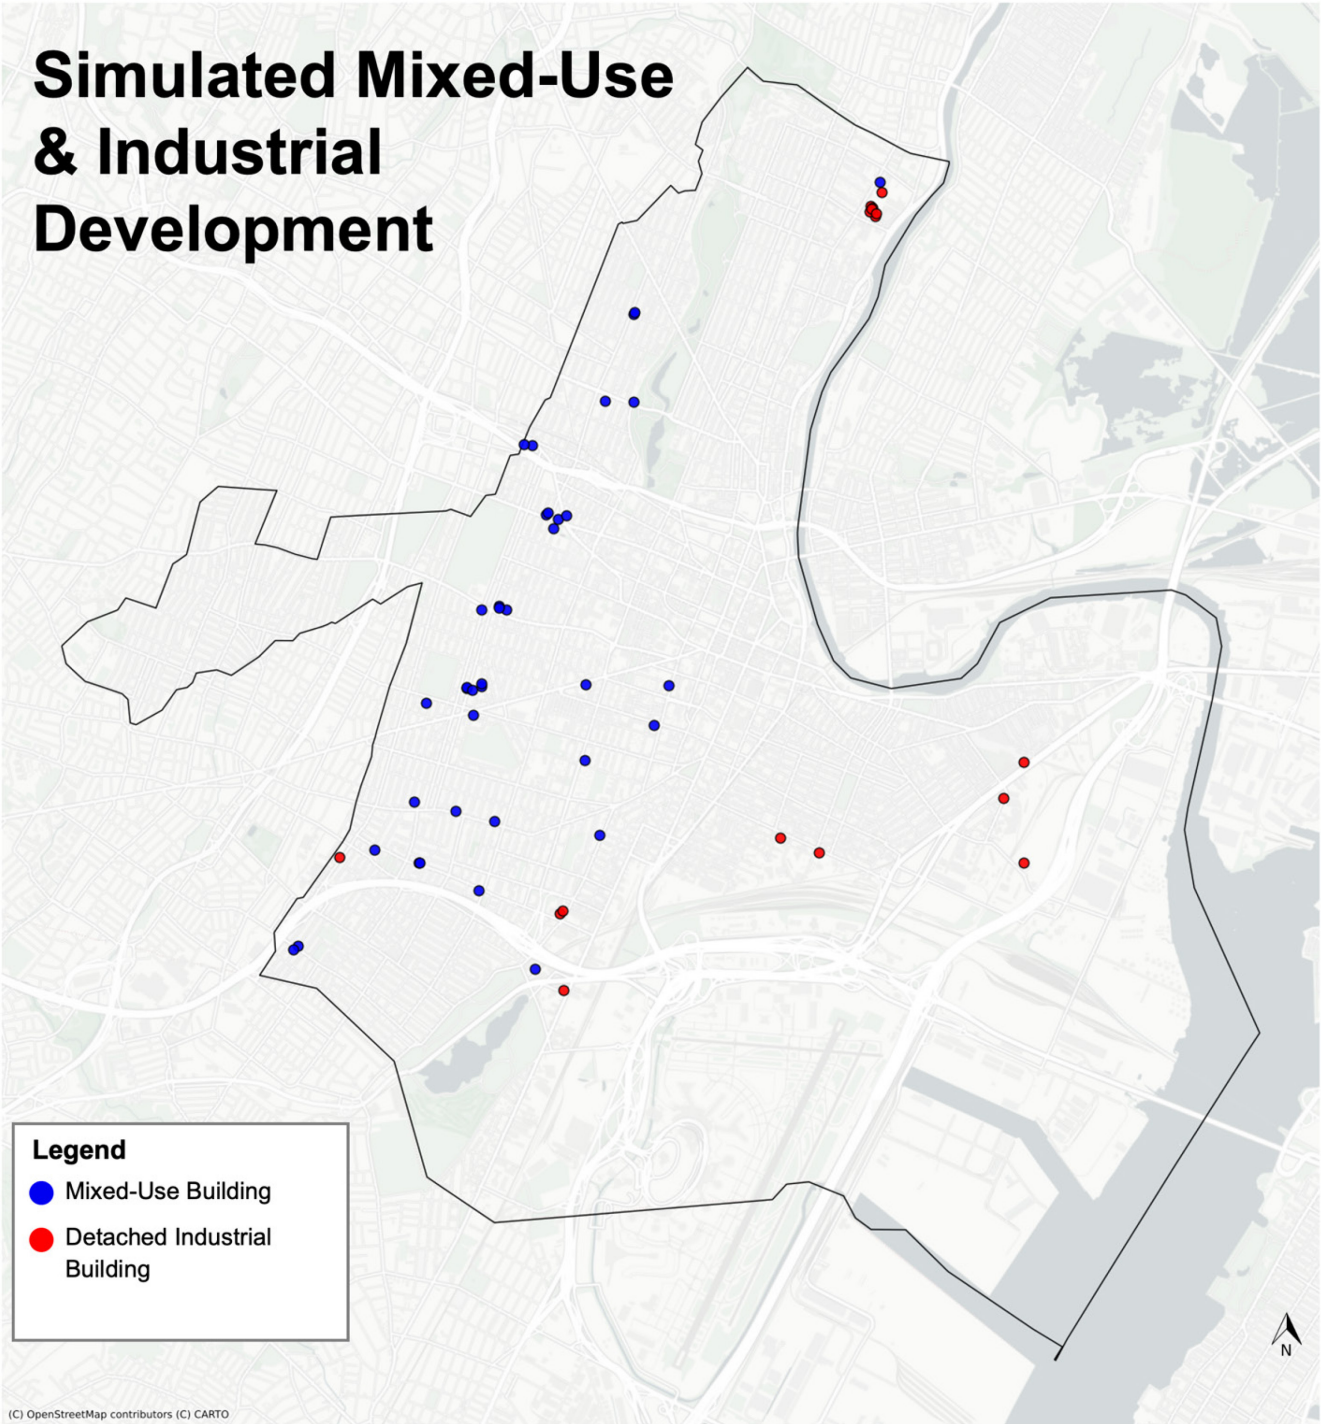 Simulated Mixed-Use
& Industrial
Development
Legend
Mixed-Use Building
Detached Industrial
Building
N
(C) OpenStreetMap contributors (C) CARTO